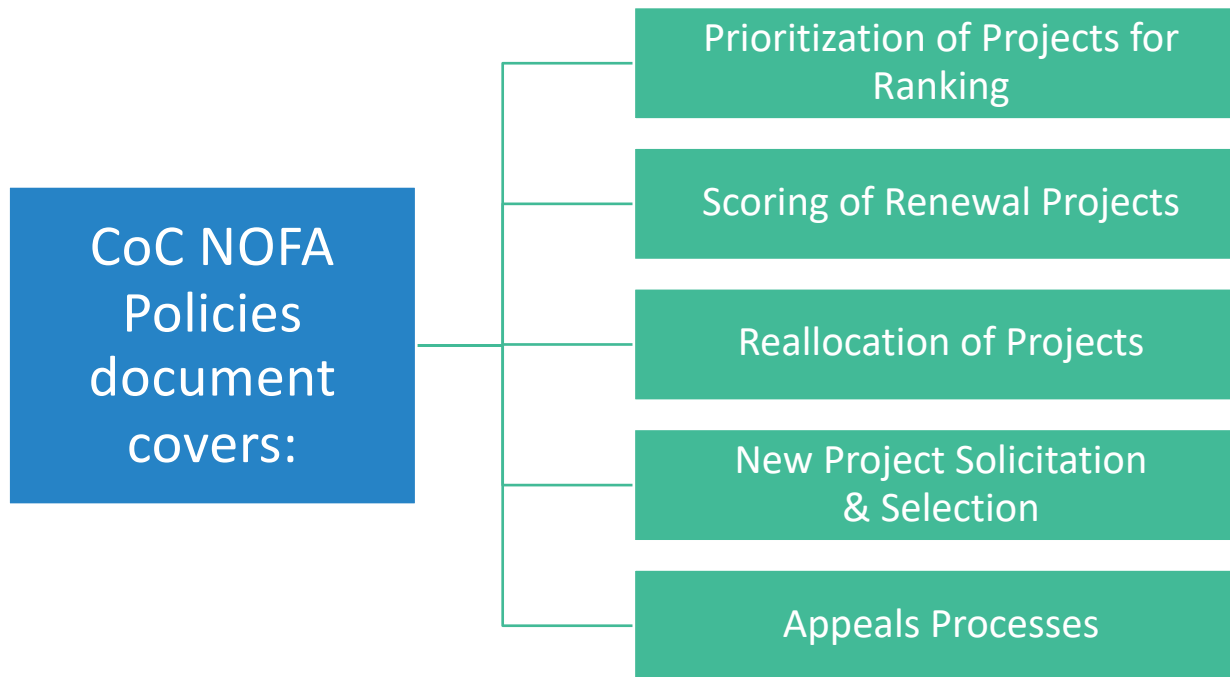 CoC NOFA
Policies
document
covers:
Prioritization of Projects for
Ranking
Scoring of Renewal Projects
Reallocation of Projects
New Project Solicitation
& Selection
Appeals Processes